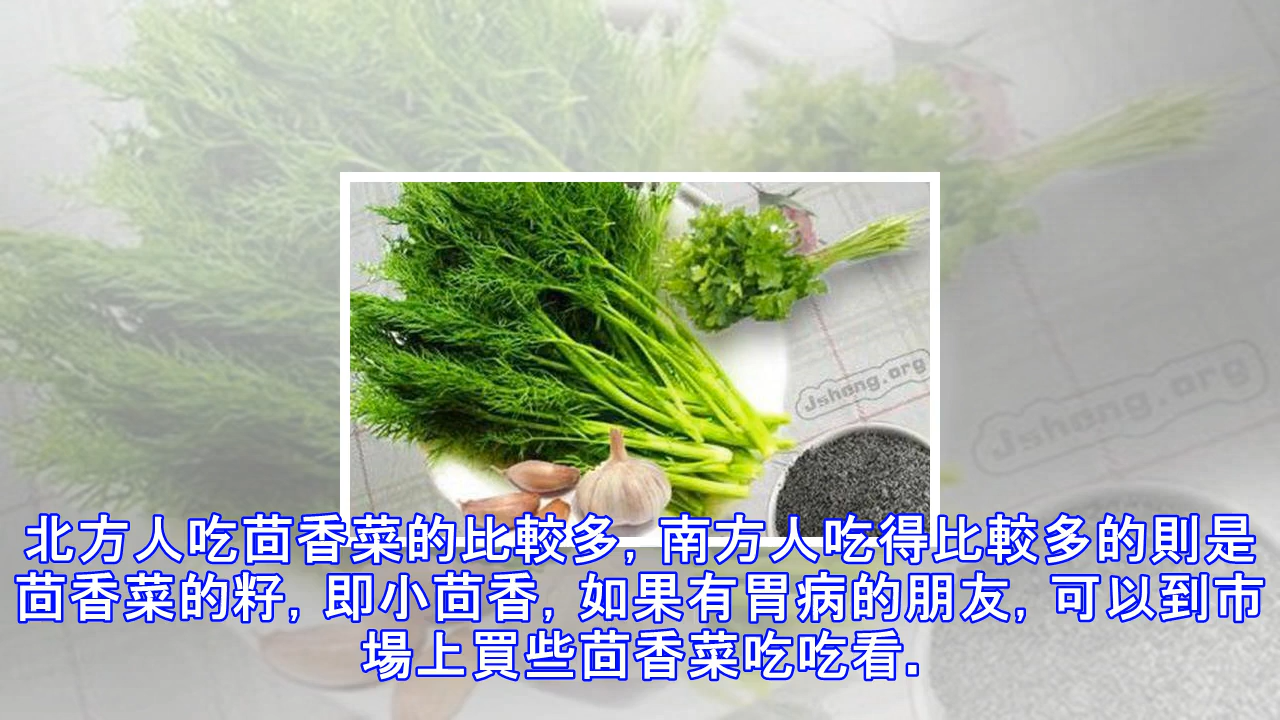 Jshang.org
北方人吃茴香菜的比較多, 南方人吃得比較多的則是
茴香菜的籽, 即小茴香, 如果有胃病的朋友, 可以到市
場上買些茴香菜吃吃看.